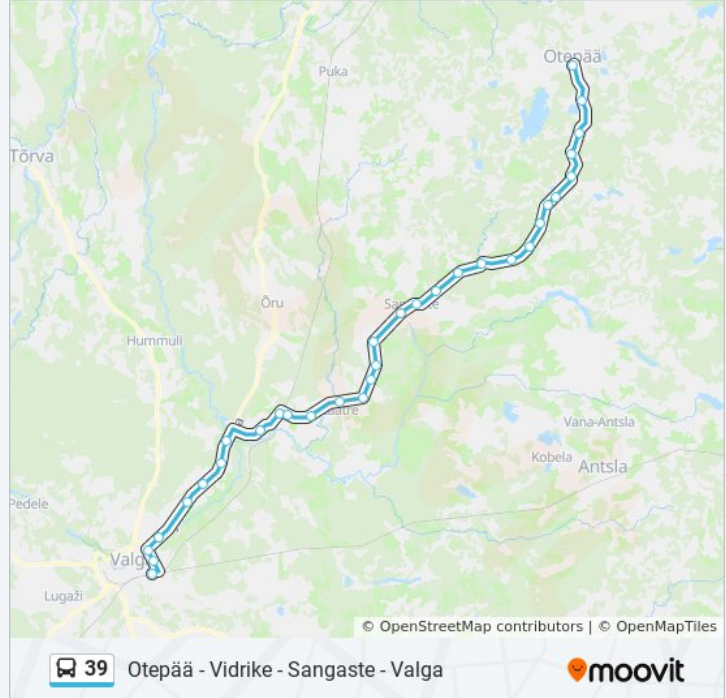 Otepää
Puka
Tõrva
Õru
Hummuli
Vana-Antsla
Kobela
Antsla
Pedele
Lugaži
© OpenStreetMap contributors | © OpenMapTiles
39 Otepää - Vidrike - Sangaste - Valga
moovit